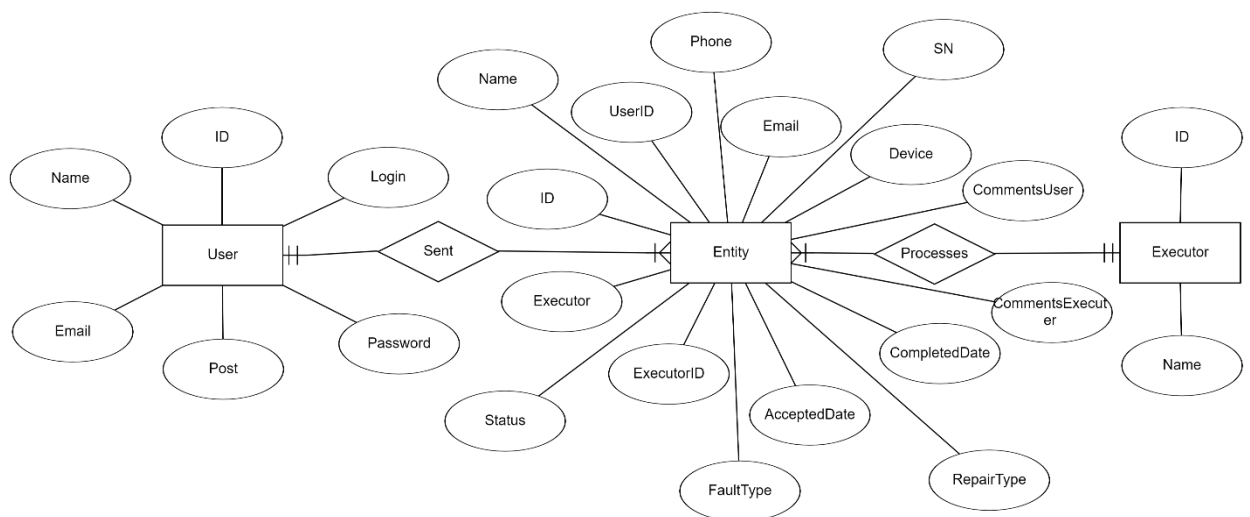 Phone
SN
Name
UserID
Email
ID
ID
Device
Name
Login
CommentsUser
ID
User
Sent
Entity
Processes
Executor
Executor
CommentsExecut
er
Email
Post
Password
ExecutorID
CompletedDate
Name
Status
AcceptedDate
FaultType
RepairType